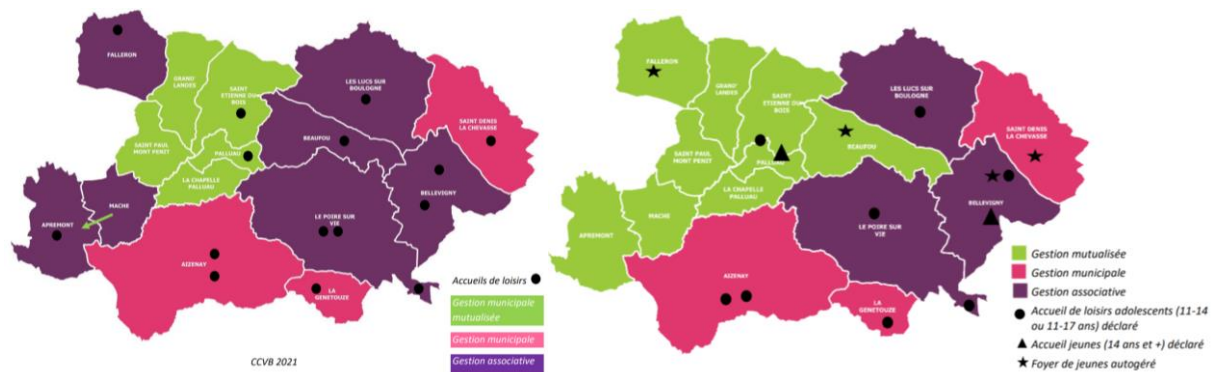 FALLERON
GRAND'
LANDES
SAINT
ETIENNE DU
BOIS
LES LUCS SUR
BOULOGNE
SAINT DENIS
LA CHEVASSE
BEAUFOU
SAINT PAUL
MONT PENIT
PALLUAU
LA CHAPELLE
PALLUAU
BELLEVIGNY
MACHE
APREMONT
LE POIRE SUR
VIE
AIZENAY
LA
GENETOUZE
Accueils de loisirs
Gestion municipale
mutualisée
Gestion municipale
Gestion associative
CCVB 2021
FALLERON
GRAND'
LANDES
SAINT
ETIENNE DU
BOIS
LES LUCS SUR
BOULOGNE
SAINT DENIS
LA CHEVASSE
BEAUFOU
SAINT PAUL
MONT PENIT
PALLUAU
LA CHAPELLE
PALLUAU
BELLEVIGNY
MACHE
APREMONT
LE POIRE SUR
VIE
AIZENAY
LA
GENETOUZE
Gestion mutualisée
Gestion municipale
Gestion associative
Accueil de loisirs adolescents (11-14
ou 11-17 ans) déclaré
Accueil jeunes (14 ans et +) déclaré
Foyer de jeunes autogéré